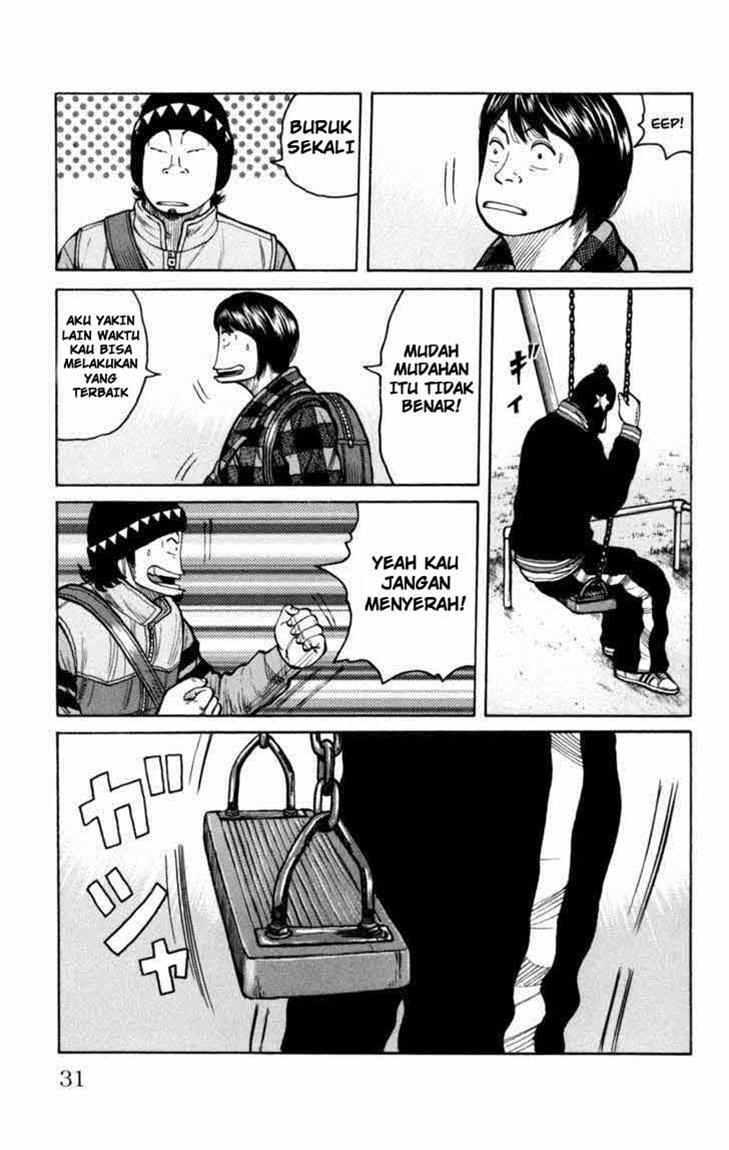 EEP!
BURUK
SEKALI
ギィ
MUDAH
MUDAHAN
ITU TIDAK
BENAR!
AKU YAKIN
LAIN WAKTU
KAU BISA
MELAKUKAN
YANG
TERBAIK
YEAH KAU
JANGAN
MENYERAH!
ガシャ
31